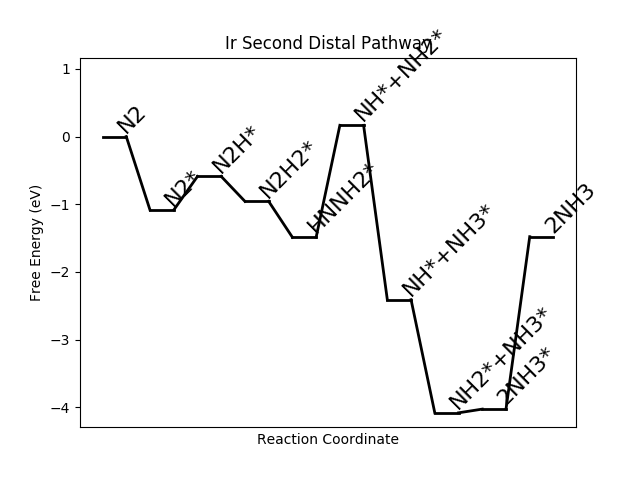 Ir Second Distal Pathway
Free Energy (eV)
1
0
−1
−2
−3
−4
N2
N2*
N2H*
N2H2*
HNNH2*
NH*+NH2*
NH*+NH3*
NH2*+NH3*
2NH3*
2NH3
Reaction Coordinate